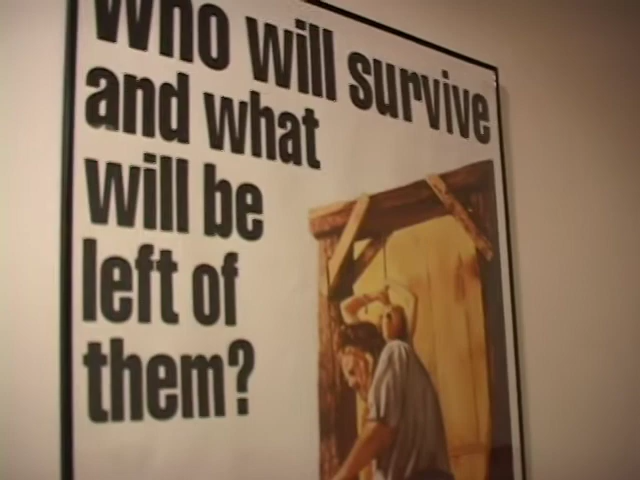 Who will survive
and what
will be
left of
them?